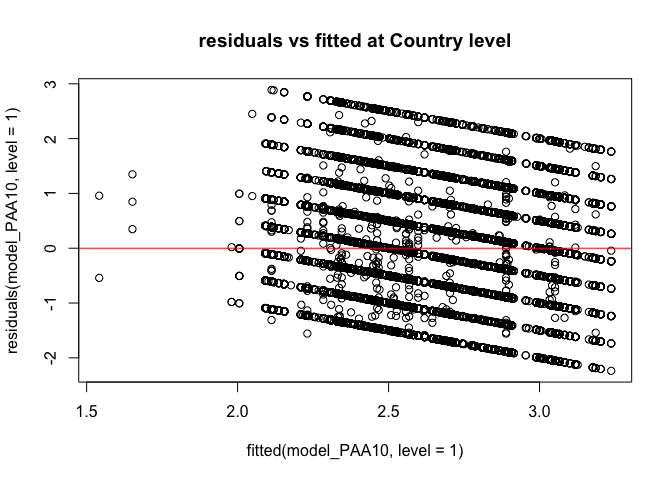 residuals vs fitted at Country level
residuals(model_PAA10, level = 1)
3
2
1
0
-1
-2
1.5 2.0 2.5 3.0
fitted(model_PAA10, level = 1)